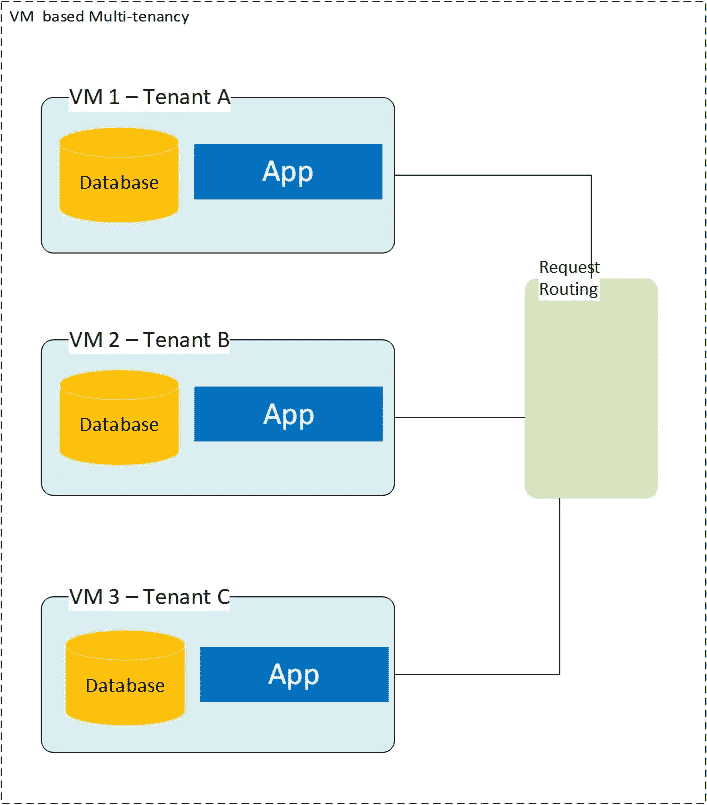 VM based Multi-tenancy
VM 1 – Tenant A
Database
App
Request
Routing
VM 2 – Tenant B
Database
App
VM 3 – Tenant C
Database
App